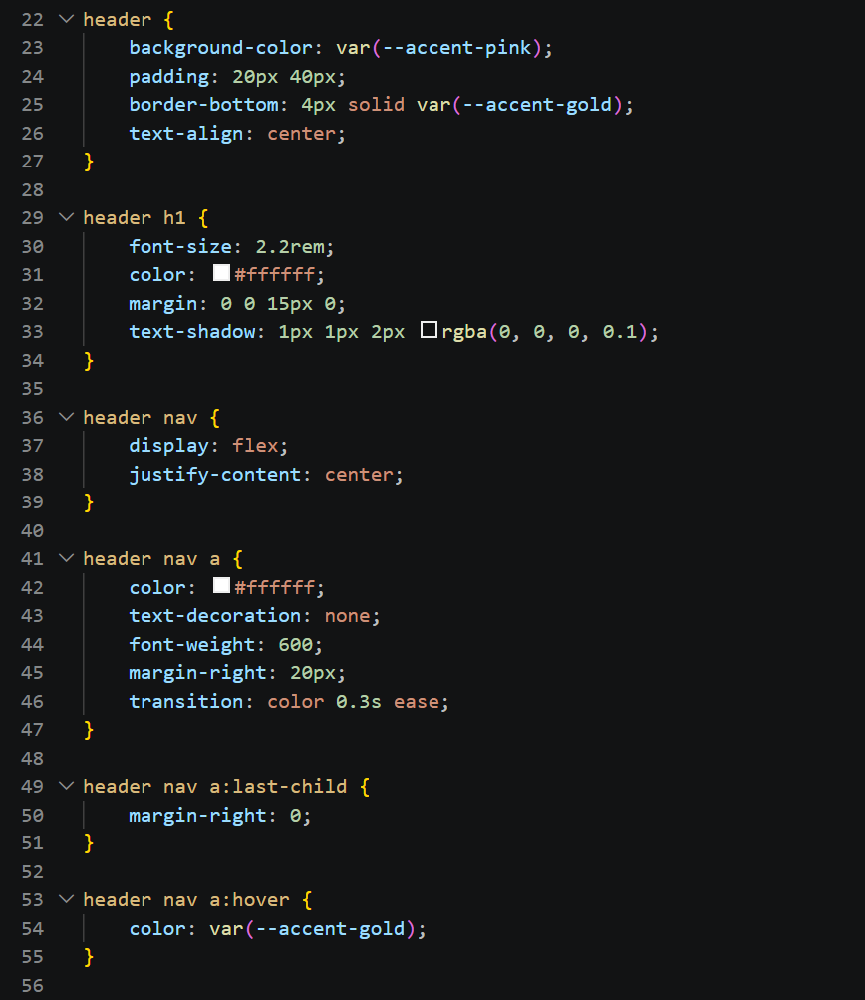 22 header {
23     background-color: var(--accent-pink);
24     padding: 20px 40px;
25     border-bottom: 4px solid var(--accent-gold);
26     text-align: center;
27 }
28
29 header h1 {
30     font-size: 2.2rem;
31     color: #ffffff;
32     margin: 0 0 15px 0;
33     text-shadow: 1px 1px 2px rgba(0, 0, 0, 0.1);
34 }
35
36 header nav {
37     display: flex;
38     justify-content: center;
39 }
40
41 header nav a {
42     color: #ffffff;
43     text-decoration: none;
44     font-weight: 600;
45     margin-right: 20px;
46     transition: color 0.3s ease;
47 }
48
49 header nav a:last-child {
50     margin-right: 0;
51 }
52
53 header nav a:hover {
54     color: var(--accent-gold);
55 }
56